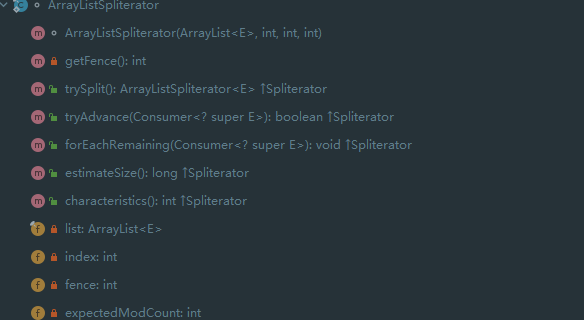 ArrayListSpliterator
ArrayListSpliterator(ArrayList<E>, int, int, int)
getFence(): int
trySplit(): ArrayListSpliterator<E> ↑Spliterator
tryAdvance(Consumer<? super E>): boolean ↑Spliterator
forEachRemaining(Consumer<? super E>): void ↑Spliterator
estimateSize(): long ↑Spliterator
characteristics(): int ↑Spliterator
list: ArrayList<E>
index: int
fence: int
expectedModCount: int